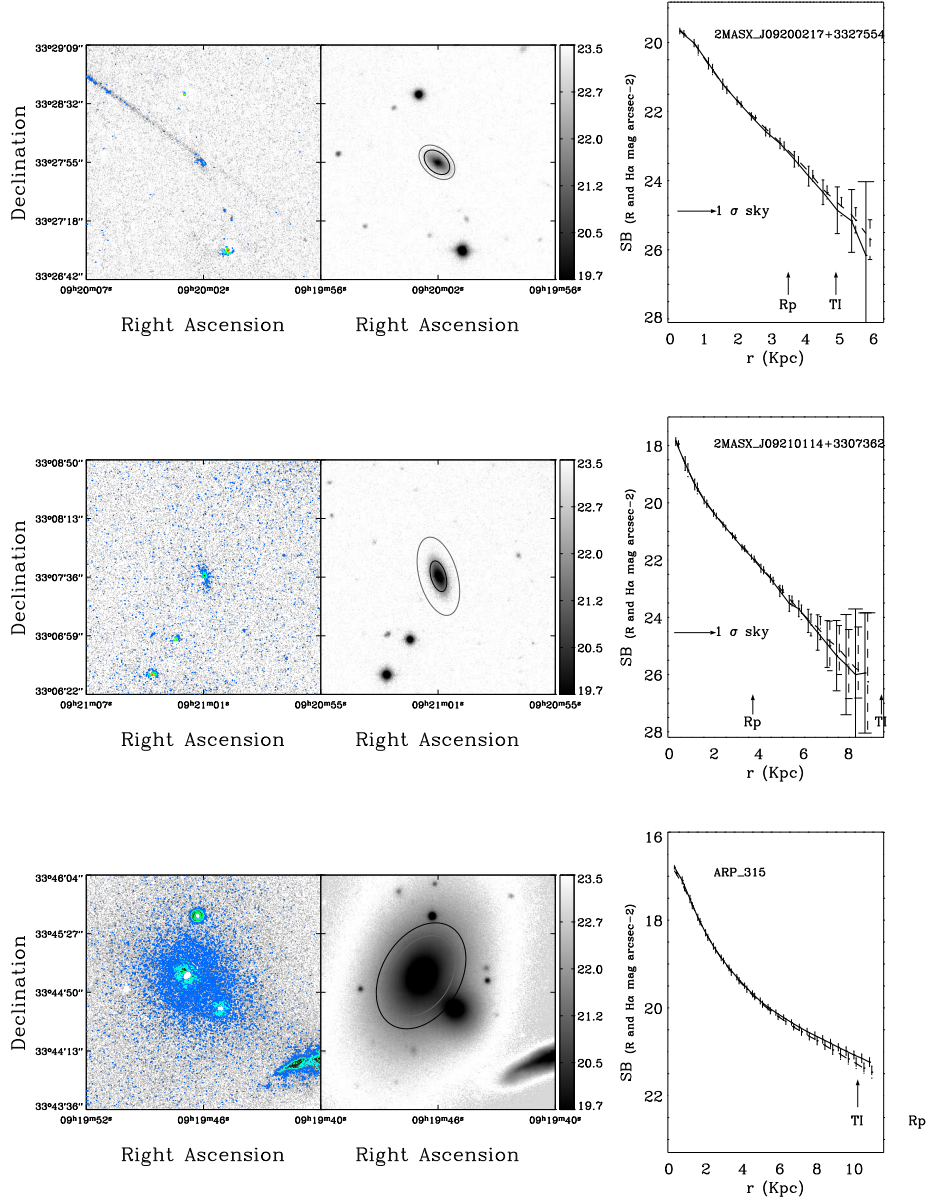 2MASX_J09200217+3327554
33°29'09"
33°28'32"
33°27'55"
33°27'18"
33°26'42"
Declination
09ʰ20ᵐ07ˢ
09ʰ20ᵐ02ˢ
09ʰ19ᵐ56ˢ
09ʰ20ᵐ02ˢ
09ʰ19ᵐ56ˢ
Right Ascension
Right Ascension
23.5
22.7
22.0
21.2
20.5
19.7
SB (R and Hα mag arcsec-2)
20
22
24
26
28
1 σ sky
Rp
TI
0 1 2 3 4 5 6
r (Kpc)
2MASX_J09210114+3307362
33°08'50"
33°08'13"
33°07'36"
33°06'59"
33°06'22"
Declination
09ʰ21ᵐ07ˢ
09ʰ21ᵐ01ˢ
09ʰ20ᵐ55ˢ
09ʰ21ᵐ01ˢ
09ʰ20ᵐ55ˢ
Right Ascension
Right Ascension
23.5
22.7
22.0
21.2
20.5
19.7
SB (R and Hα mag arcsec-2)
18
20
22
24
26
28
1 σ sky
Rp
TI
0 2 4 6 8
r (Kpc)
ARP_315
33°46'04"
33°45'27"
33°44'50"
33°44'13"
33°43'36"
Declination
09ʰ19ᵐ52ˢ
09ʰ19ᵐ46ˢ
09ʰ19ᵐ40ˢ
09ʰ19ᵐ46ˢ
09ʰ19ᵐ40ˢ
Right Ascension
Right Ascension
23.5
22.7
22.0
21.2
20.5
19.7
SB (R and Hα mag arcsec-2)
16
18
20
22
TI
Rp
0 2 4 6 8 10
r (Kpc)